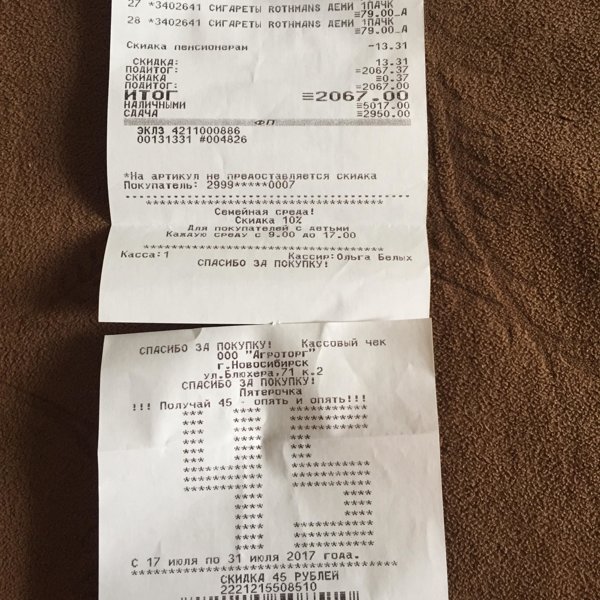 27 *3402641 СИГАРЕТЫ ROTHMANS ДЕМИ 1ПАЧК
≡79.00_А
28 *3402641 СИГАРЕТЫ ROTHMANS ДЕМИ 1ПАЧК
≡79.00_А
Скидка пенсионерам -13.31
СКИДКА: 13.31
ПОДИТОГ: =2067.37
СКИДКА ≡0.37
ПОДИТОГ: =2067.00
ИТОГ ≡2067.00
НАЛИЧНЫМИ ≡5017.00
СДАЧА ≡2950.00
ФП
ЭКЛЗ 4211000886
00131331 #004826
*На артикул не предоставляется скидка
Покупатель: 2999*****0007
****************************************
Семейная среда!
Скидка 10%
Для покупателей с детьми
Каждую среду с 9.00 до 17.00
****************************************
Касса:1 Кассир:Ольга Белых
СПАСИБО ЗА ПОКУПКУ!
СПАСИБО ЗА ПОКУПКУ! Кассовый чек
ООО "Агроторг"
г.Новосибирск
ул.Блюхера,71 к.2
СПАСИБО ЗА ПОКУПКУ!
Пятерочка
!!! Получай 45 - опять и опять!!!
45
С 17 июля по 31 июля 2017 года.
****************************************
СКИДКА 45 РУБЛЕЙ
2221215508510